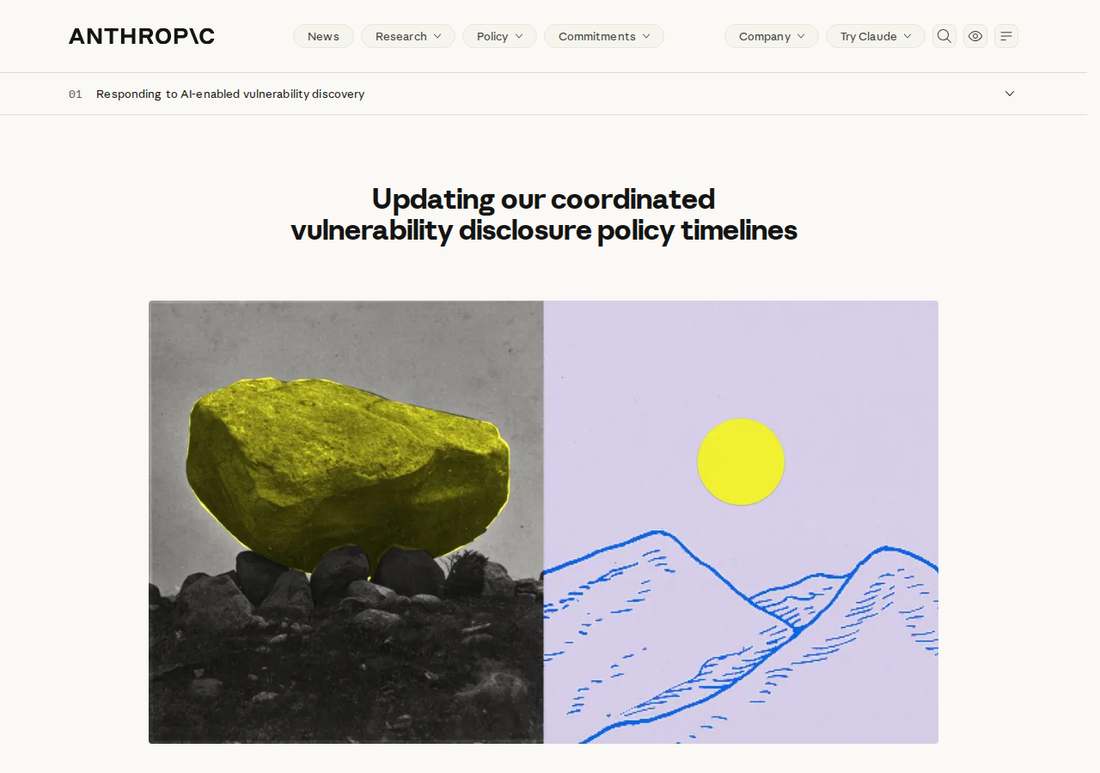 ANTHROP\C
News
Research
Policy
Commitments
Company
Try Claude
01 Responding to AI-enabled vulnerability discovery
Updating our coordinated
vulnerability disclosure policy timelines